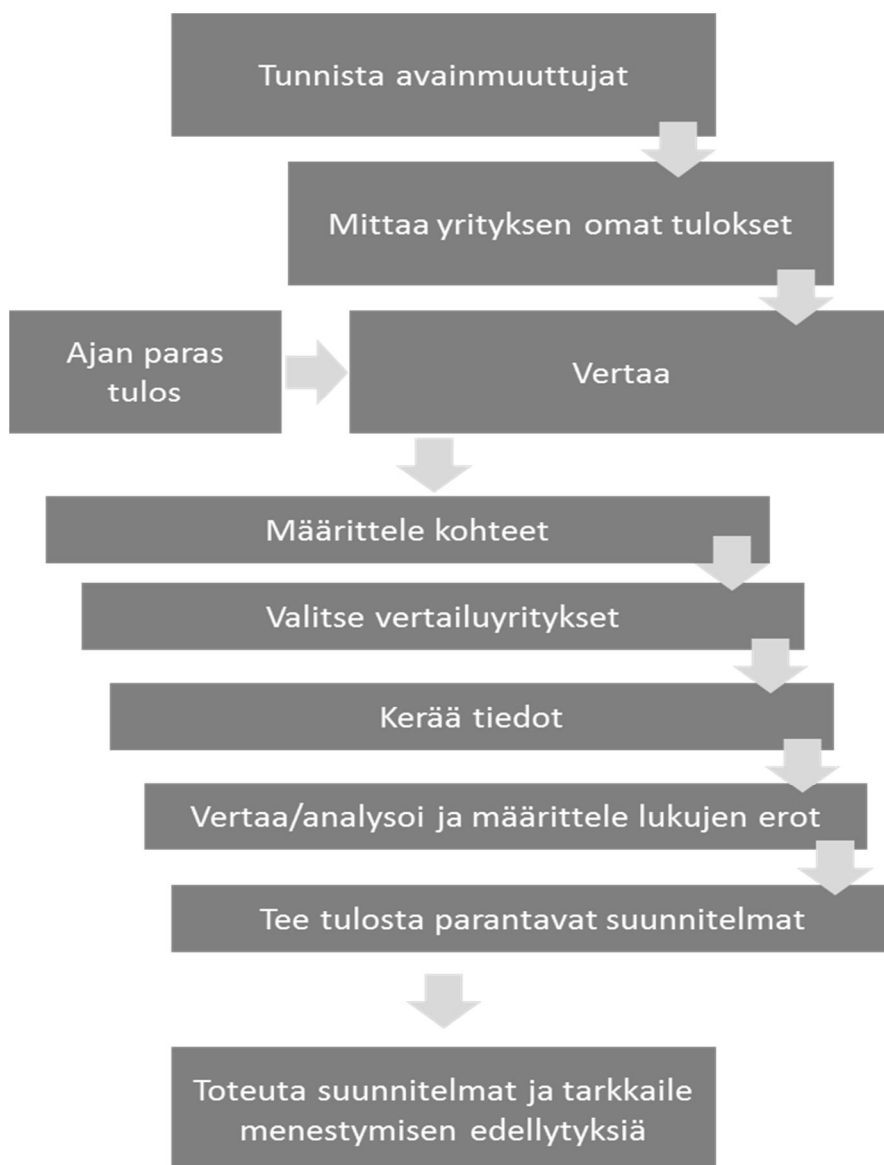 Tunnista avainmuuttujat
Mittaa yrityksen omat tulokset
Ajan paras
tulos
Vertaa
Määrittele kohteet
Valitse vertailuyritykset
Kerää tiedot
Vertaa/analysoi ja määrittele lukujen erot
Tee tulosta parantavat suunnitelmat
Toteuta suunnitelmat ja tarkkaile
menestymisen edellytyksiä